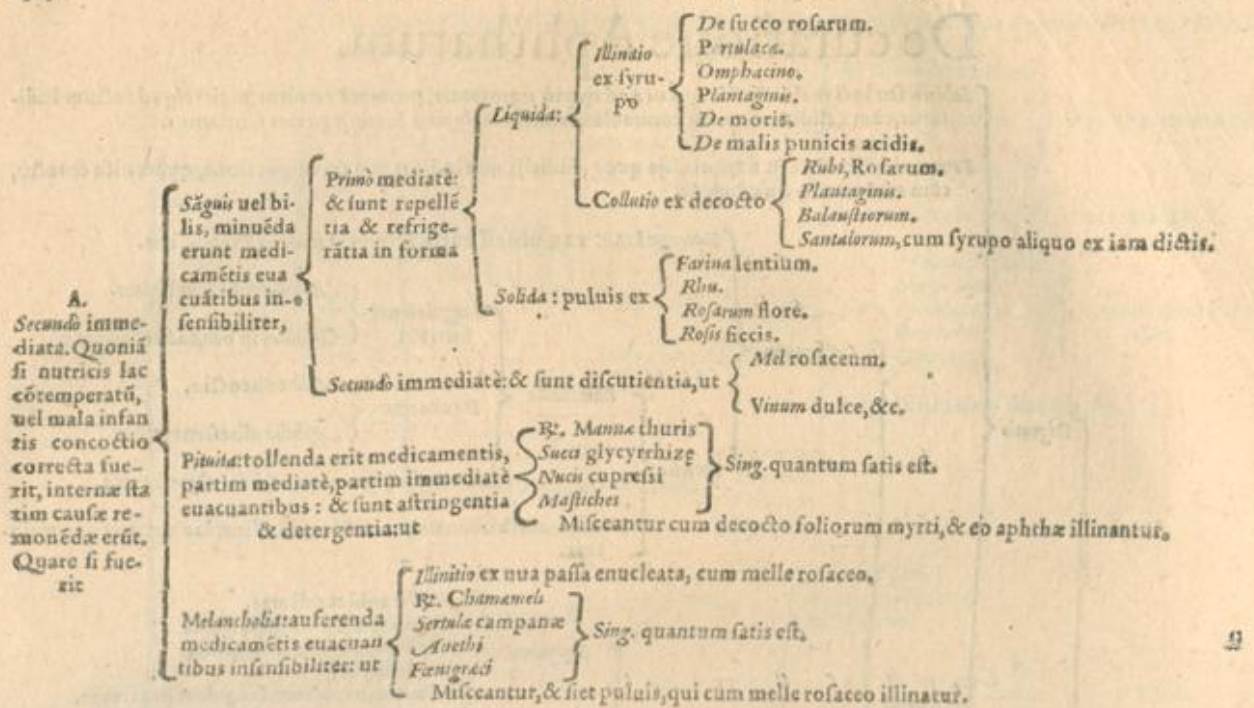 A.
Secundò imme-
diata. Quoniã
ſi nutricis lac
cõtemperatũ,
uel mala infan
tis concoctio
correcta fue-
rit, internæ ſta
tim cauſæ re-
mouẽdæ erũt.
Quare ſi fue-
rit
Sãguis uel bi-
lis, minuẽda
erunt medi-
camẽtis eua
cuãtibus in-
ſenſibiliter,
Primò mediatè:
& ſunt repellẽ
tia & refrige-
rãtia in forma
Liquida:
Illinitio
ex ſyru-
po
De ſucco roſarum.
Portulacæ.
Omphacino.
Plantaginis.
De moris.
De malis punicis acidis.
Collutio ex decocto
Rubi, Roſarum.
Plantaginis.
Balauſtiorum.
Santalorum, cum ſyrupo aliquo ex iam dictis.
Solida: puluis ex
Farina lentium.
Rhu.
Roſarum flore.
Roſis ſiccis.
Secundò immediatè: & ſunt diſcutientia, ut
Mel roſaceum.
Vinum dulce, &c.
Pituita: tollenda erit medicamentis,
partim mediatè, partim immediatè
euacuantibus: & ſunt aſtringentia
& detergentia: ut
℞. Mannæ thuris
Succi glycyrrhizę
Nucis cupreſſi
Maſtiches
Sing. quantum ſatis eſt.
Miſceantur cum decocto foliorum myrti, & eo aphthæ illinantur.
Melancholia: auferenda
medicamẽtis euacuan
tibus inſenſibiliter: ut
Illinitio ex uua paſſa enucleata, cum melle roſaceo.
℞. Chamæmeli
Sertulæ campanæ
Anethi
Fœnigræci
Sing. quantum ſatis eſt.
Miſceantur, & fiet puluis, qui cùm melle roſaceo illinatur.